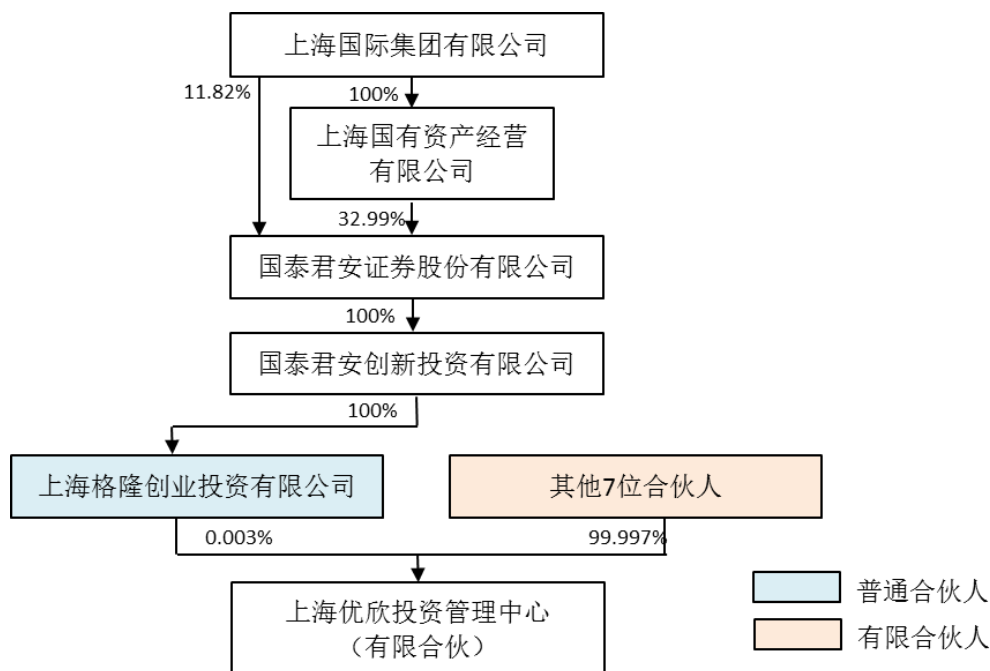 上海国际集团有限公司
11.82%
100%
上海国有资产经营
有限公司
32.99%
国泰君安证券股份有限公司
100%
国泰君安创新投资有限公司
100%
上海格隆创业投资有限公司
其他7位合伙人
0.003%
99.997%
上海优欣投资管理中心
（有限合伙）
普通合伙人
有限合伙人